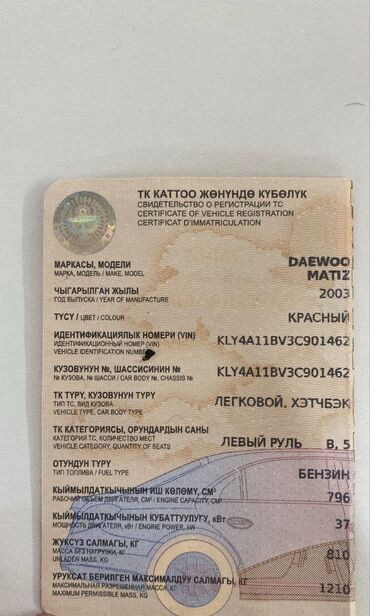 ТК КАТТОО ЖӨНҮНДӨ КҮБӨЛҮК
СВИДЕТЕЛЬСТВО О РЕГИСТРАЦИИ ТС
CERTIFICATE OF VEHICLE REGISTRATION
CERTIFICAT D'IMMATRICULATION
МАРКАСЫ, МОДЕЛИ
МАРКА, МОДЕЛЬ / MAKE, MODEL
DAEWOO
MATIZ
ЧЫГАРЫЛГАН ЖЫЛЫ
ГОД ВЫПУСКА / YEAR OF MANUFACTURE
2003
ТҮСҮ / ЦВЕТ / COLOUR
КРАСНЫЙ
ИДЕНТИФИКАЦИЯЛЫК НОМЕРИ (VIN)
ИДЕНТИФИКАЦИОННЫЙ НОМЕР (VIN)
VEHICLE IDENTIFICATION NUMBER
KLY4A11BV3C901462
КУЗОВУНУН №, ШАССИСИНИН №
№ КУЗОВА, № ШАССИ / CAR BODY №, CHASSIS №
KLY4A11BV3C901462
ТК ТҮРҮ, КУЗОВУНУН ТҮРҮ
ТИП ТС, ВИД КУЗОВА
VEHICLE TYPE, CAR BODY TYPE
ЛЕГКОВОЙ, ХЭТЧБЭК
ТК КАТЕГОРИЯСЫ, ОРУНДАРДЫН САНЫ
КАТЕГОРИЯ ТС, КОЛИЧЕСТВО МЕСТ
VEHICLE CATEGORY, QUANTITY OF SEATS
ЛЕВЫЙ РУЛЬ B, 5
ОТУНДУН ТҮРҮ
ТИП ТОПЛИВА / FUEL TYPE
БЕНЗИН
КЫЙМЫЛДАТКЫЧЫНЫН ИШ КӨЛӨМҮ, СМ³
РАБОЧИЙ ОБЪЕМ ДВИГАТЕЛЯ, СМ³ / ENGINE CAPACITY, CM³
796
КЫЙМЫЛДАТКЫЧЫНЫН КУБАТТУУЛУГУ, кВт
МОЩНОСТЬ ДВИГАТЕЛЯ, кВт / ENGINE POWER, kW
37
ЖҮКСҮЗ САЛМАГЫ, КГ
МАССА БЕЗ НАГРУЗКИ, КГ
UNLADEN MASS, KG
810
УРУКСАТ БЕРИЛГЕН МАКСИМАЛДУУ САЛМАГЫ, КГ
МАКСИМАЛЬНАЯ РАЗРЕШЕННАЯ МАССА, КГ
MAXIMUM PERMISSIBLE MASS, KG
1210